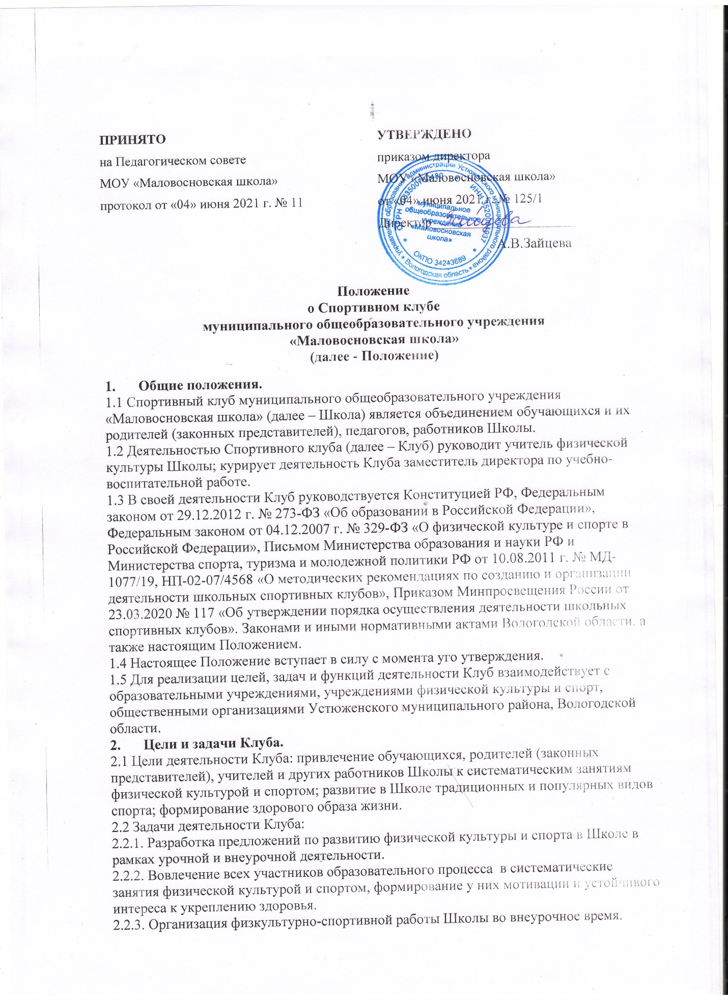 ПРИНЯТО
на Педагогическом совете
МОУ «Маловосновская школа»
протокол от «04» июня 2021 г. № 11
УТВЕРЖДЕНО
приказом директора
МОУ «Маловосновская школа»
от «04» июня 2021 г. № 125/1
Директор Зайцева
А.В.Зайцева
Управление образования администрации Устюженского муниципального района * Вологодская область *
ОГРН * ИНН * ОКПО 34243889 *
муниципальное
общеобразовательное
учреждение
«Маловосновская
школа»
Положение
о Спортивном клубе
муниципального общеобразовательного учреждения
«Маловосновская школа»
(далее - Положение)
1. Общие положения.
1.1 Спортивный клуб муниципального общеобразовательного учреждения
«Маловосновская школа» (далее – Школа) является объединением обучающихся и их
родителей (законных представителей), педагогов, работников Школы.
1.2 Деятельностью Спортивного клуба (далее – Клуб) руководит учитель физической
культуры Школы; курирует деятельность Клуба заместитель директора по учебно-
воспитательной работе.
1.3 В своей деятельности Клуб руководствуется Конституцией РФ, Федеральным
законом от 29.12.2012 г. № 273-ФЗ «Об образовании в Российской Федерации»,
Федеральным законом от 04.12.2007 г. № 329-ФЗ «О физической культуре и спорте в
Российской Федерации», Письмом Министерства образования и науки РФ и
Министерства спорта, туризма и молодежной политики РФ от 10.08.2011 г. № МД-
1077/19, НП-02-07/4568 «О методических рекомендациях по созданию и организации
деятельности школьных спортивных клубов», Приказом Минпросвещения России от
23.03.2020 № 117 «Об утверждении порядка осуществления деятельности школьных
спортивных клубов». Законами и иными нормативными актами Вологодской области, а
также настоящим Положением.
1.4 Настоящее Положение вступает в силу с момента уго утверждения.
1.5 Для реализации целей, задач и функций деятельности Клуб взаимодействует с
образовательными учреждениями, учреждениями физической культуры и спорт,
общественными организациями Устюженского муниципального района, Вологодской
области.
2. Цели и задачи Клуба.
2.1 Цели деятельности Клуба: привлечение обучающихся, родителей (законных
представителей), учителей и других работников Школы к систематическим занятиям
физической культурой и спортом; развитие в Школе традиционных и популярных видов
спорта; формирование здорового образа жизни.
2.2 Задачи деятельности Клуба:
2.2.1. Разработка предложений по развитию физической культуры и спорта в Школе в
рамках урочной и внеурочной деятельности.
2.2.2. Вовлечение всех участников образовательного процесса в систематические
занятия физической культурой и спортом, формирование у них мотивации и устойчивого
интереса к укреплению здоровья.
2.2.3. Организация физкультурно-спортивной работы Школы во внеурочное время.